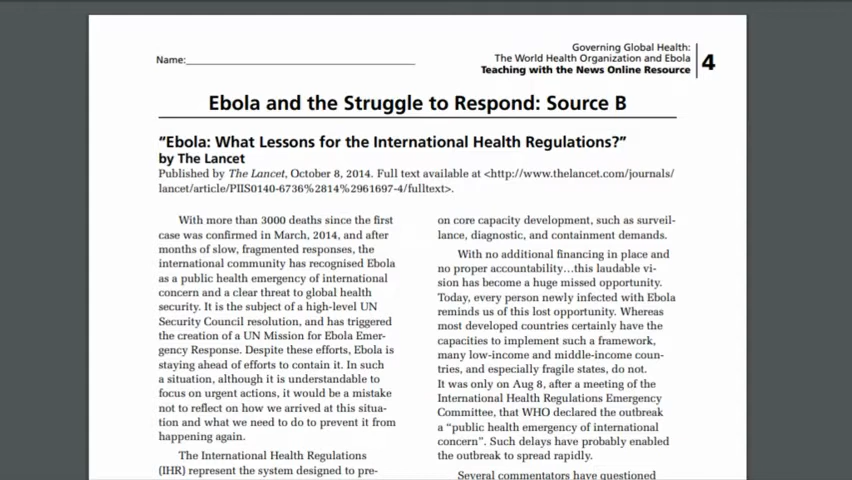 Governing Global Health:
Name:
The World Health Organization and Ebola
Teaching with the News Online Resource
4
Ebola and the Struggle to Respond: Source B
"Ebola: What Lessons for the International Health Regulations?"
by The Lancet
Published by The Lancet, October 8, 2014. Full text available at <http://www.thelancet.com/journals/
lancet/article/PIIS0140-6736%2814%2961697-4/fulltext>.
With more than 3000 deaths since the first
case was confirmed in March, 2014, and after
months of slow, fragmented responses, the
international community has recognised Ebola
as a public health emergency of international
concern and a clear threat to global health
security. It is the subject of a high-level UN
Security Council resolution, and has triggered
the creation of a UN Mission for Ebola Emer-
gency Response. Despite these efforts, Ebola is
staying ahead of efforts to contain it. In such
a situation, although it is understandable to
focus on urgent actions, it would be a mistake
not to reflect on how we arrived at this situa-
tion and what we need to do to prevent it from
happening again.
The International Health Regulations
(IHR) represent the system designed to pre-
on core capacity development, such as surveil-
lance, diagnostic, and containment demands.
With no additional financing in place and
no proper accountability…this laudable vi-
sion has become a huge missed opportunity.
Today, every person newly infected with Ebola
reminds us of this lost opportunity. Whereas
most developed countries certainly have the
capacities to implement such a framework,
many low-income and middle-income coun-
tries, and especially fragile states, do not.
It was only on Aug 8, after a meeting of the
International Health Regulations Emergency
Committee, that WHO declared the outbreak
a "public health emergency of international
concern". Such delays have probably enabled
the outbreak to spread rapidly.
Several commentators have questioned